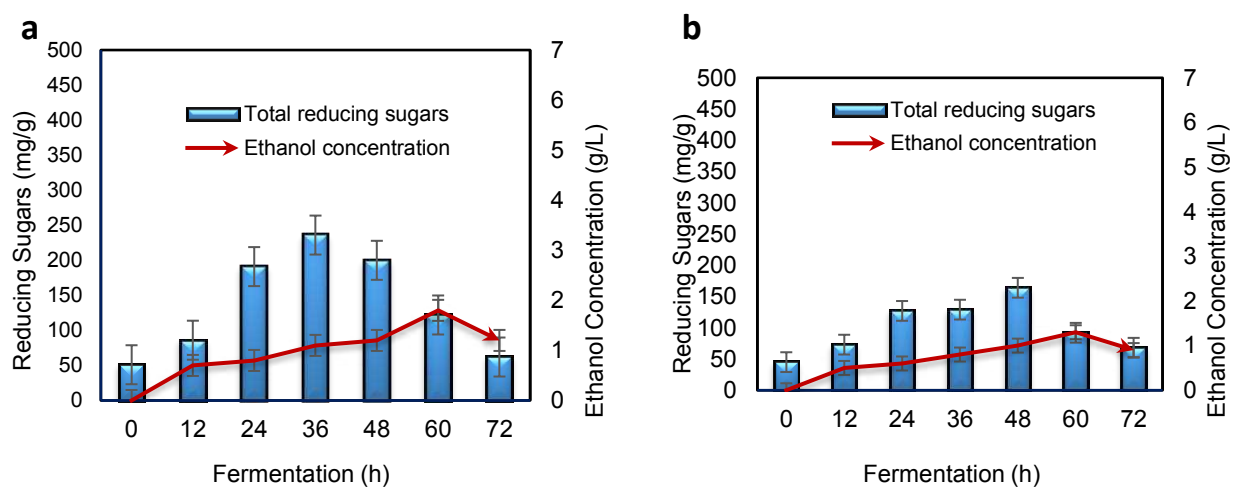 a
Reducing Sugars (mg/g)
500
450
400
350
300
250
200
150
100
50
0
Total reducing sugars
Ethanol concentration
7
6
5
4
3
2
1
0
Ethanol Concentration (g/L)
0 12 24 36 48 60 72
Fermentation (h)
b
Reducing Sugars (mg/g)
500
450
400
350
300
250
200
150
100
50
0
Total reducing sugars
Ethanol concentration
7
6
5
4
3
2
1
0
Ethanol Concentration (g/L)
0 12 24 36 48 60 72
Fermentation (h)